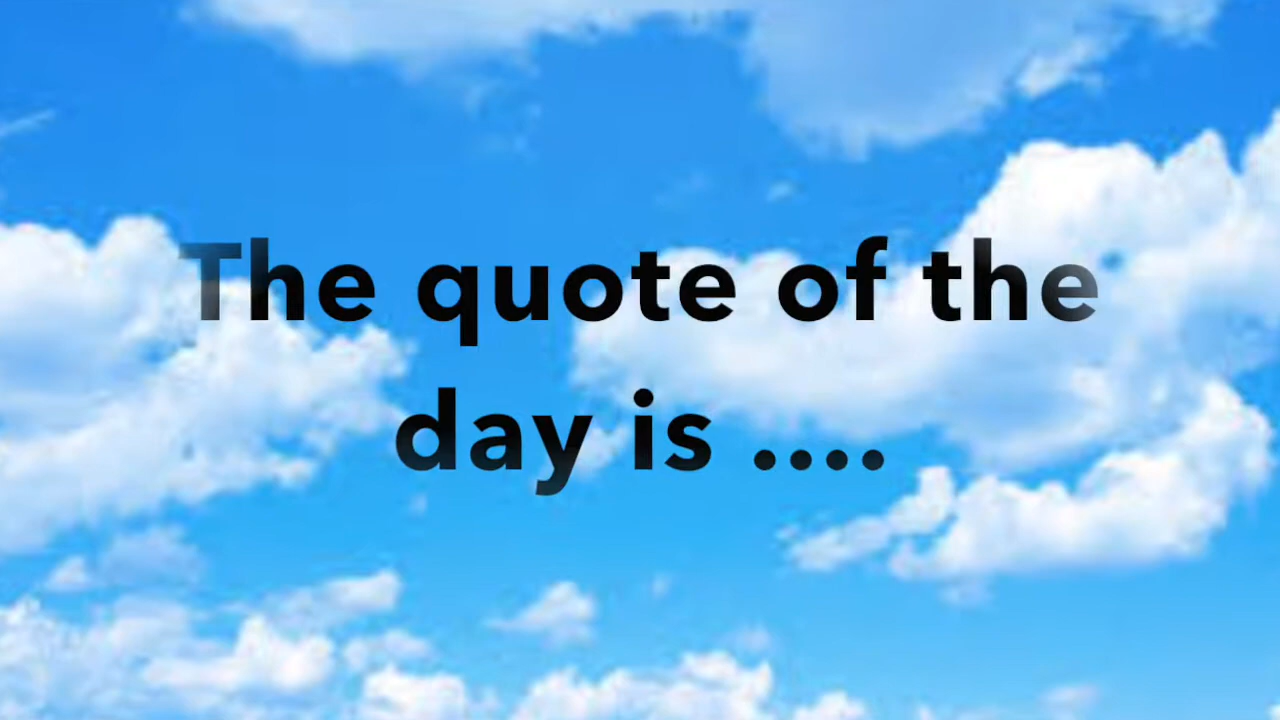 The quote of the
day is ....